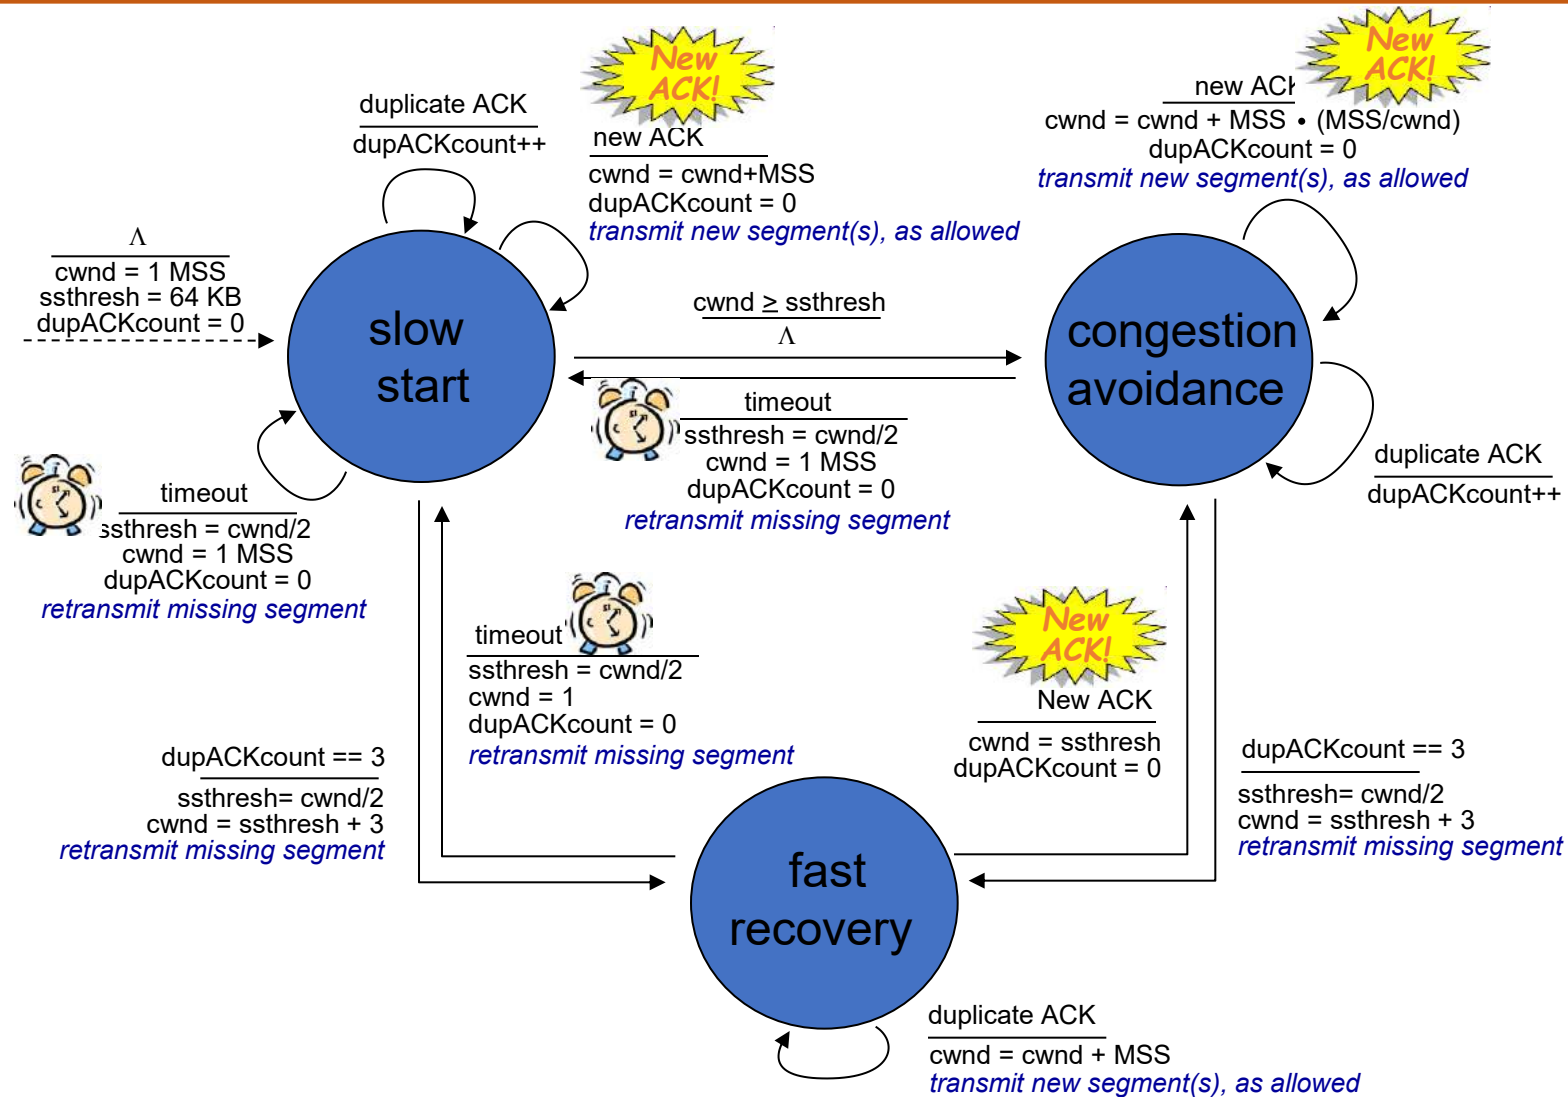 New
ACK!
duplicate ACK
dupACKcount++
new ACK
cwnd = cwnd+MSS
dupACKcount = 0
transmit new segment(s), as allowed
New
ACK!
new ACK
cwnd = cwnd + MSS • (MSS/cwnd)
dupACKcount = 0
transmit new segment(s), as allowed
Λ
cwnd = 1 MSS
ssthresh = 64 KB
dupACKcount = 0
slow
start
cwnd ≥ ssthresh
Λ
congestion
avoidance
timeout
ssthresh = cwnd/2
cwnd = 1 MSS
dupACKcount = 0
retransmit missing segment
duplicate ACK
dupACKcount++
timeout
ssthresh = cwnd/2
cwnd = 1 MSS
dupACKcount = 0
retransmit missing segment
timeout
ssthresh = cwnd/2
cwnd = 1
dupACKcount = 0
retransmit missing segment
New
ACK!
New ACK
cwnd = ssthresh
dupACKcount = 0
dupACKcount == 3
ssthresh= cwnd/2
cwnd = ssthresh + 3
retransmit missing segment
dupACKcount == 3
ssthresh= cwnd/2
cwnd = ssthresh + 3
retransmit missing segment
fast
recovery
duplicate ACK
cwnd = cwnd + MSS
transmit new segment(s), as allowed